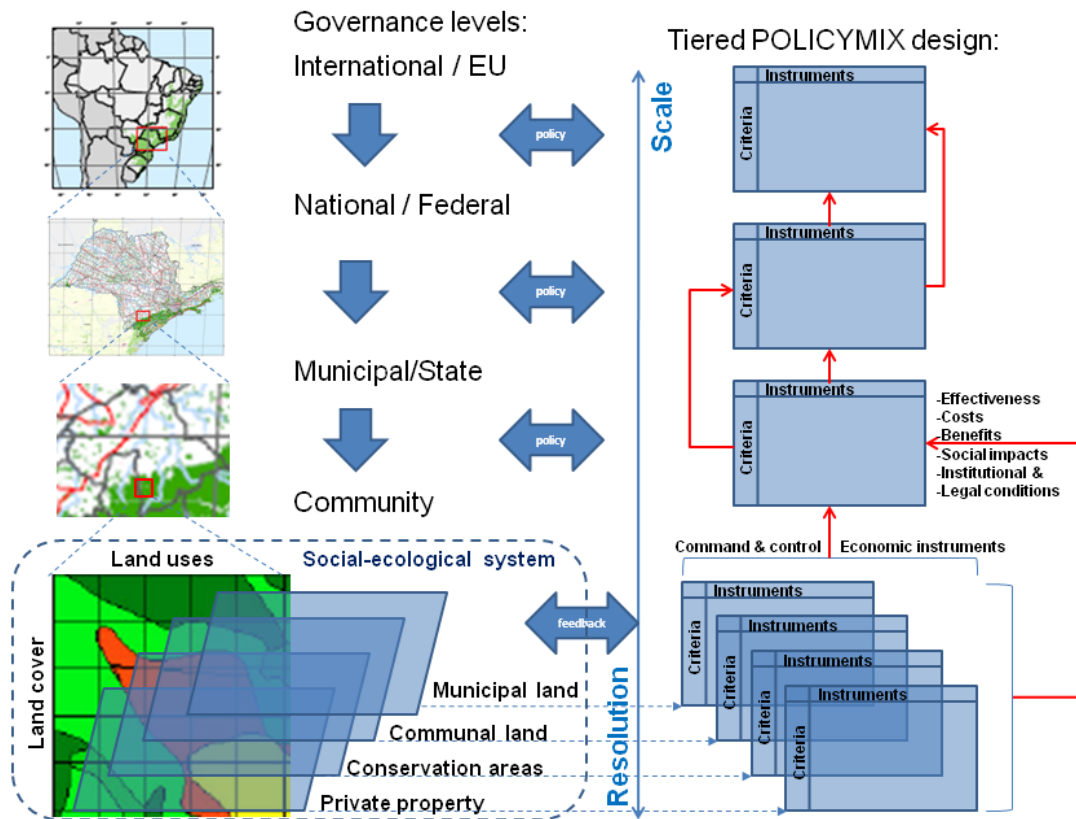 Governance levels:
International / EU
policy
National / Federal
policy
Municipal/State
policy
Community
Land uses
Social-ecological system
Land cover
feedback
Municipal land
Communal land
Conservation areas
Private property
Scale
Resolution
Tiered POLICYMIX design:
Instruments
Criteria
Instruments
Criteria
Instruments
Criteria
-Effectiveness
-Costs
-Benefits
-Social impacts
-Institutional &
-Legal conditions
Command & control
Economic instruments
Instruments
Criteria
Instruments
Criteria
Instruments
Criteria
Instruments
Criteria